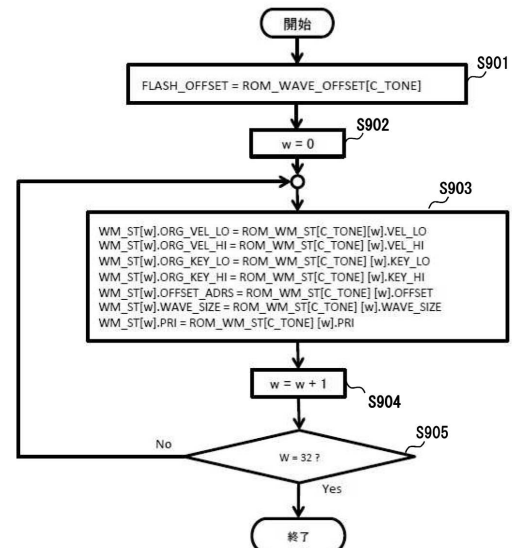 開始
S901
FLASH_OFFSET = ROM_WAVE_OFFSET[C_TONE]
S902
w = 0
S903
WM_ST[w].ORG_VEL_LO = ROM_WM_ST[C_TONE][w].VEL_LO
WM_ST[w].ORG_VEL_HI = ROM_WM_ST[C_TONE] [w].VEL_HI
WM_ST[w].ORG_KEY_LO = ROM_WM_ST[C_TONE] [w].KEY_LO
WM_ST[w].ORG_KEY_HI = ROM_WM_ST[C_TONE] [w].KEY_HI
WM_ST[w].OFFSET_ADRS = ROM_WM_ST[C_TONE] [w].OFFSET
WM_ST[w].WAVE_SIZE = ROM_WM_ST[C_TONE] [w].WAVE_SIZE
WM_ST[w].PRI = ROM_WM_ST[C_TONE] [w].PRI
w = w + 1
S904
S905
No
W = 32 ?
Yes
終了